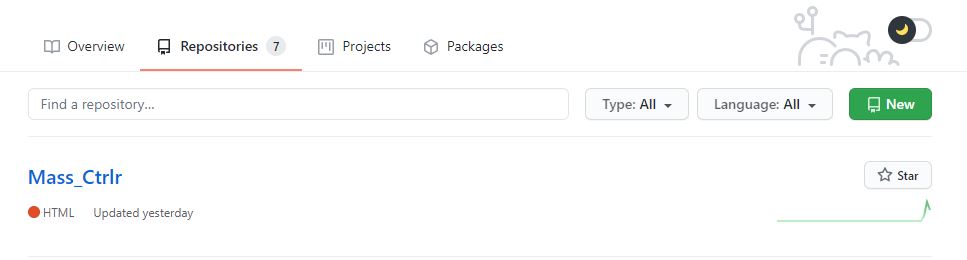 Overview Repositories 7 Projects Packages
Find a repository... Type: All Language: All New
Mass_Ctrlr Star
HTML Updated yesterday